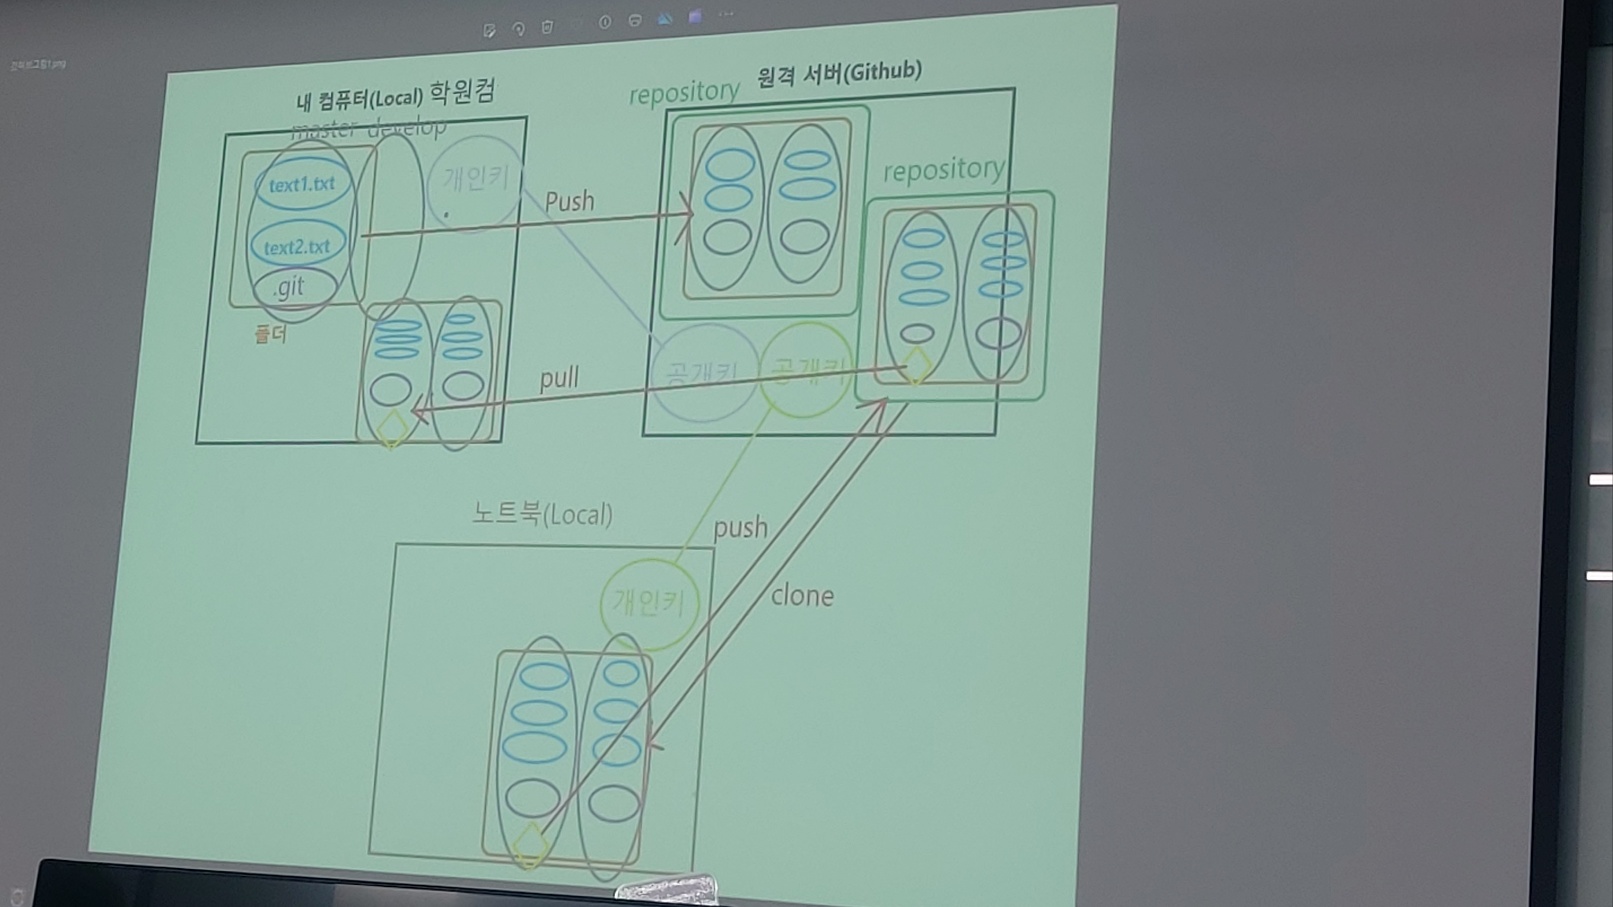 내 컴퓨터(Local) 학원컴
master develop
text1.txt
text2.txt
.git
폴더
개인키
Push
pull
repository
원격 서버(Github)
repository
공개키
공개키
노트북(Local)
push
clone
개인키